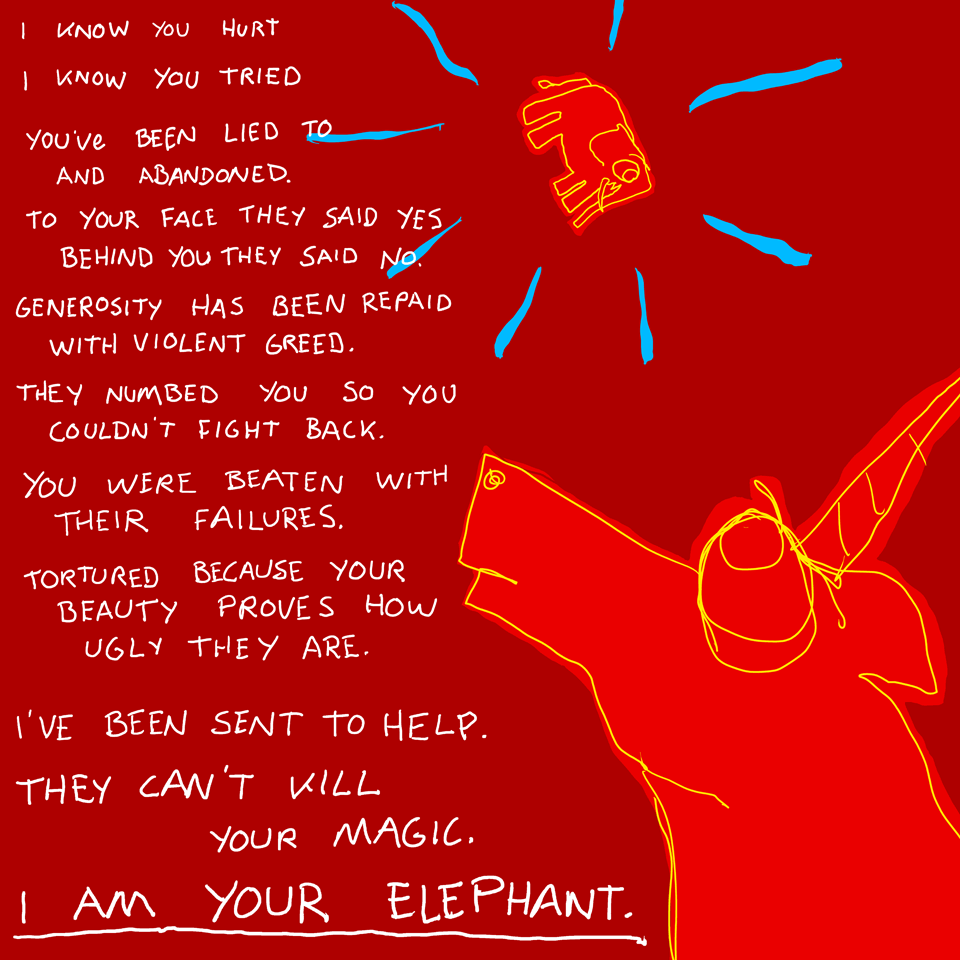 I KNOW YOU HURT
I KNOW YOU TRIED
YOU'VE BEEN LIED TO
AND ABANDONED.
TO YOUR FACE THEY SAID YES
BEHIND YOU THEY SAID NO.
GENEROSITY HAS BEEN REPAID
WITH VIOLENT GREED.
THEY NUMBED YOU SO YOU
COULDN'T FIGHT BACK.
YOU WERE BEATEN WITH
THEIR FAILURES.
TORTURED BECAUSE YOUR
BEAUTY PROVES HOW
UGLY THEY ARE.
I'VE BEEN SENT TO HELP.
THEY CAN'T KILL
YOUR MAGIC.
I AM YOUR ELEPHANT.